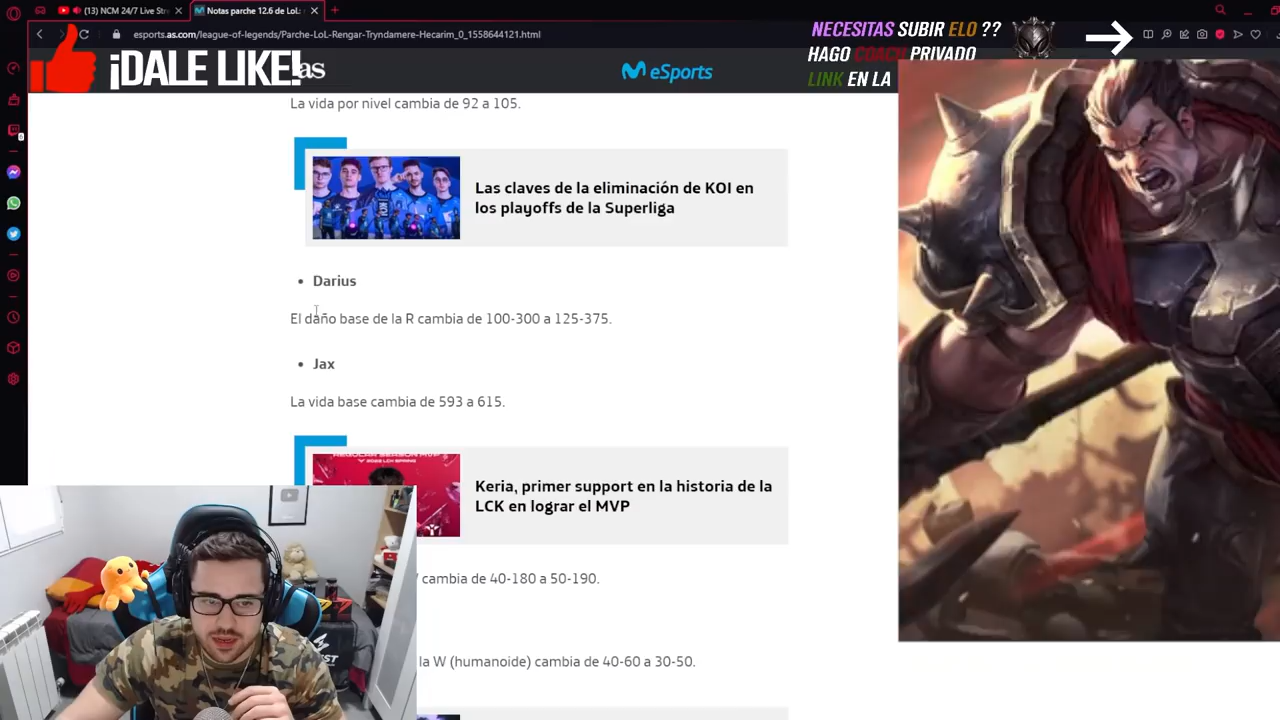 (13) NCM 24/7 Live Stre
Notas parche 12.6 de LoL:
esports.as.com/league-of-legends/Parche-LoL-Rengar-Tryndamere-Hecarim_0_1558644121.html
NECESITAS SUBIR ELO ??
HAGO COACH PRIVADO
LINK EN LA
¡DALE LIKE!
as
eSports
La vida por nivel cambia de 92 a 105.
Las claves de la eliminación de KOI en
los playoffs de la Superliga
• Darius
El daño base de la R cambia de 100-300 a 125-375.
• Jax
La vida base cambia de 593 a 615.
REGULAR SEASON MVP
Keria, primer support en la historia de la
LCK en lograr el MVP
cambia de 40-180 a 50-190.
la W (humanoide) cambia de 40-60 a 30-50.